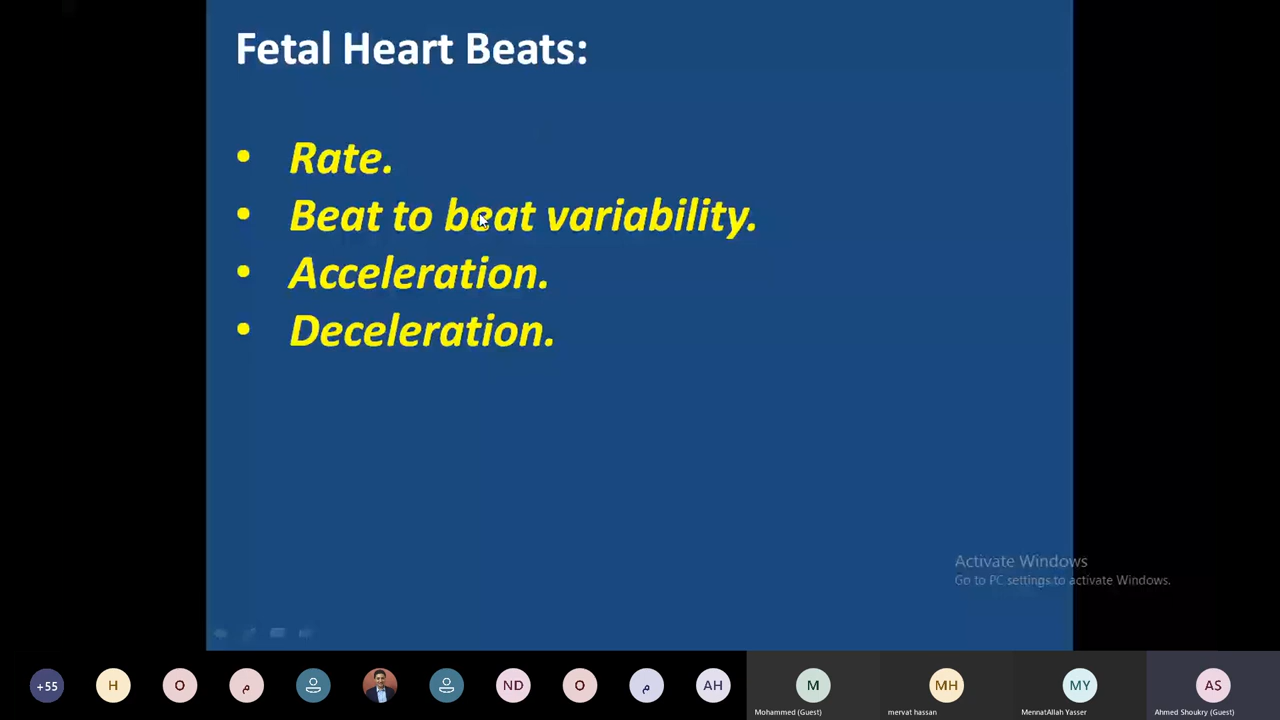 Fetal Heart Beats:
• Rate.
• Beat to beat variability.
• Acceleration.
• Deceleration.
Activate Windows
Go to PC settings to activate Windows.
+55
H
O
م
ND
O
م
AH
M
MH
MY
AS
Mohammed (Guest)
mervat hassan
MennatAllah Yasser
Ahmed Shoukry (Guest)